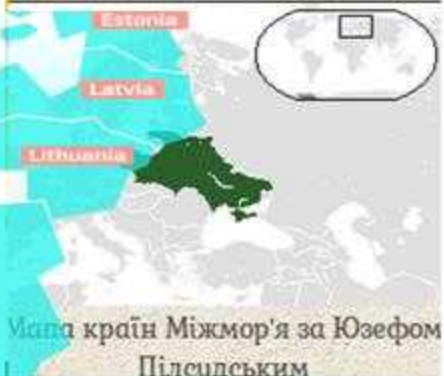 Estonia
Latvia
Lithuania
Мапа країн Міжмор'я за Юзефом
Пілсудським